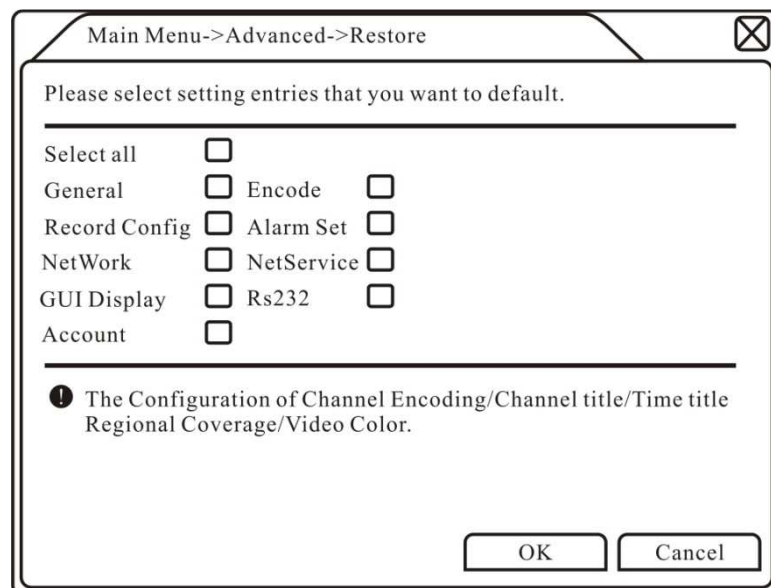 Main Menu->Advanced->Restore
Please select setting entries that you want to default.
Select all
General Encode
Record Config Alarm Set
NetWork NetService
GUI Display Rs232
Account
The Configuration of Channel Encoding/Channel title/Time title
Regional Coverage/Video Color.
OK Cancel